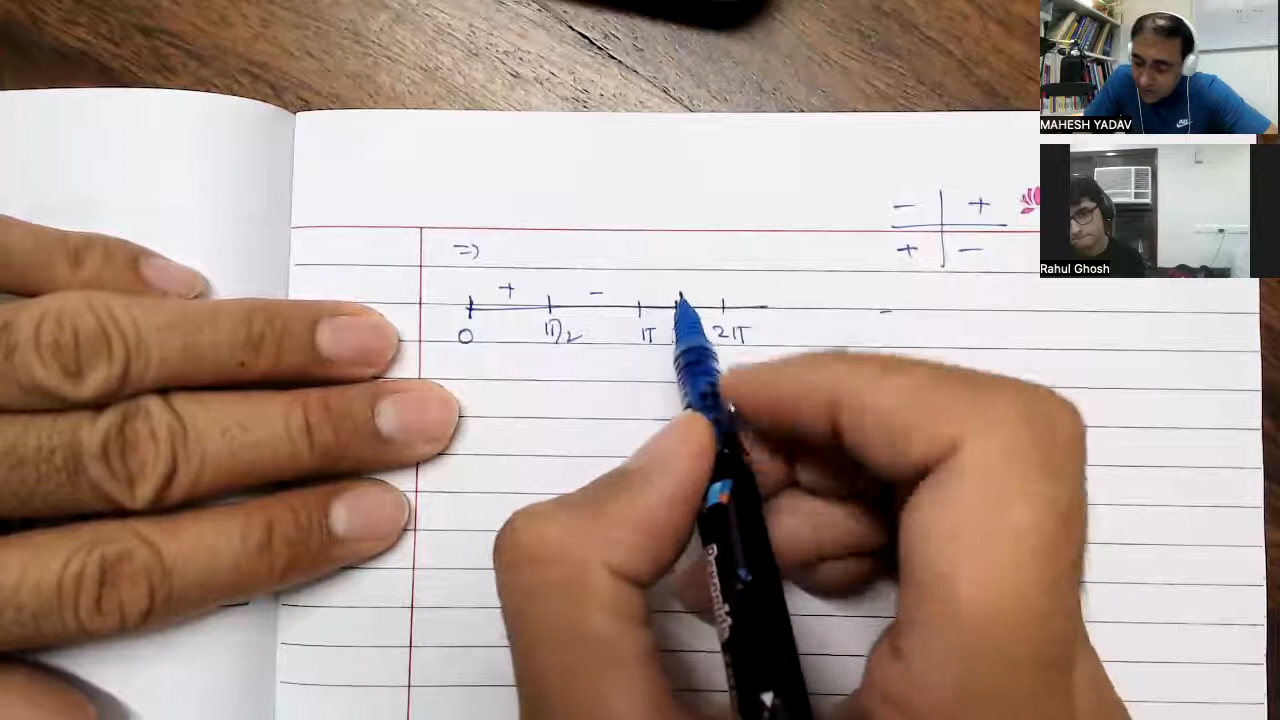 MAHESH YADAV
- | +
+ | -
Rahul Ghosh
=>
+ -
0 π/2 π 2π